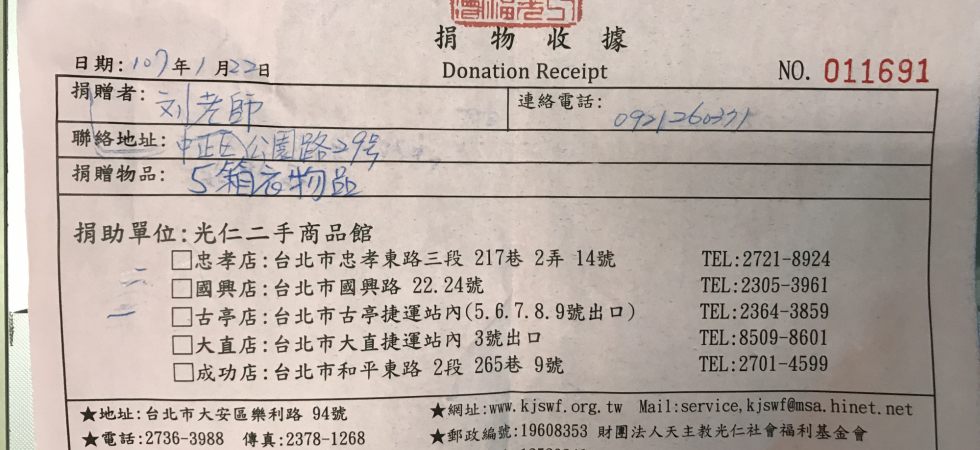 捐物收據
日期:107年1月22日 Donation Receipt NO. 011691
捐贈者: 刘老師 連絡電話:
聯絡地址: 中正區公園路29号
捐贈物品: 5箱衣物品
捐助單位:光仁二手商品館
□忠孝店:台北市忠孝東路三段 217巷 2弄 14號 TEL:2721-8924
□國興店:台北市國興路 22.24號 TEL:2305-3961
□古亭店:台北市古亭捷運站內(5.6.7.8.9號出口) TEL:2364-3859
□大直店:台北市大直捷運站內 3號出口 TEL:8509-8601
□成功店:台北市和平東路 2段 265巷 9號 TEL:2701-4599
★地址:台北市大安區樂利路 94號 ★網址:www.kjswf.org.tw Mail:service,kjswf@msa.hinet.net
★電話:2736-3988 傳真:2378-1268 ★郵政編號:19608353 財團法人天主教光仁社會福利基金會